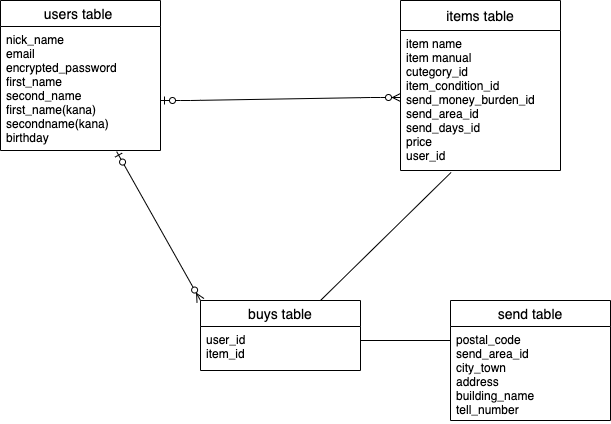 users table
nick_name
email
encrypted_password
first_name
second_name
first_name(kana)
secondname(kana)
birthday
items table
item name
item manual
cutegory_id
item_condition_id
send_money_burden_id
send_area_id
send_days_id
price
user_id
buys table
user_id
item_id
send table
postal_code
send_area_id
city_town
address
building_name
tell_number